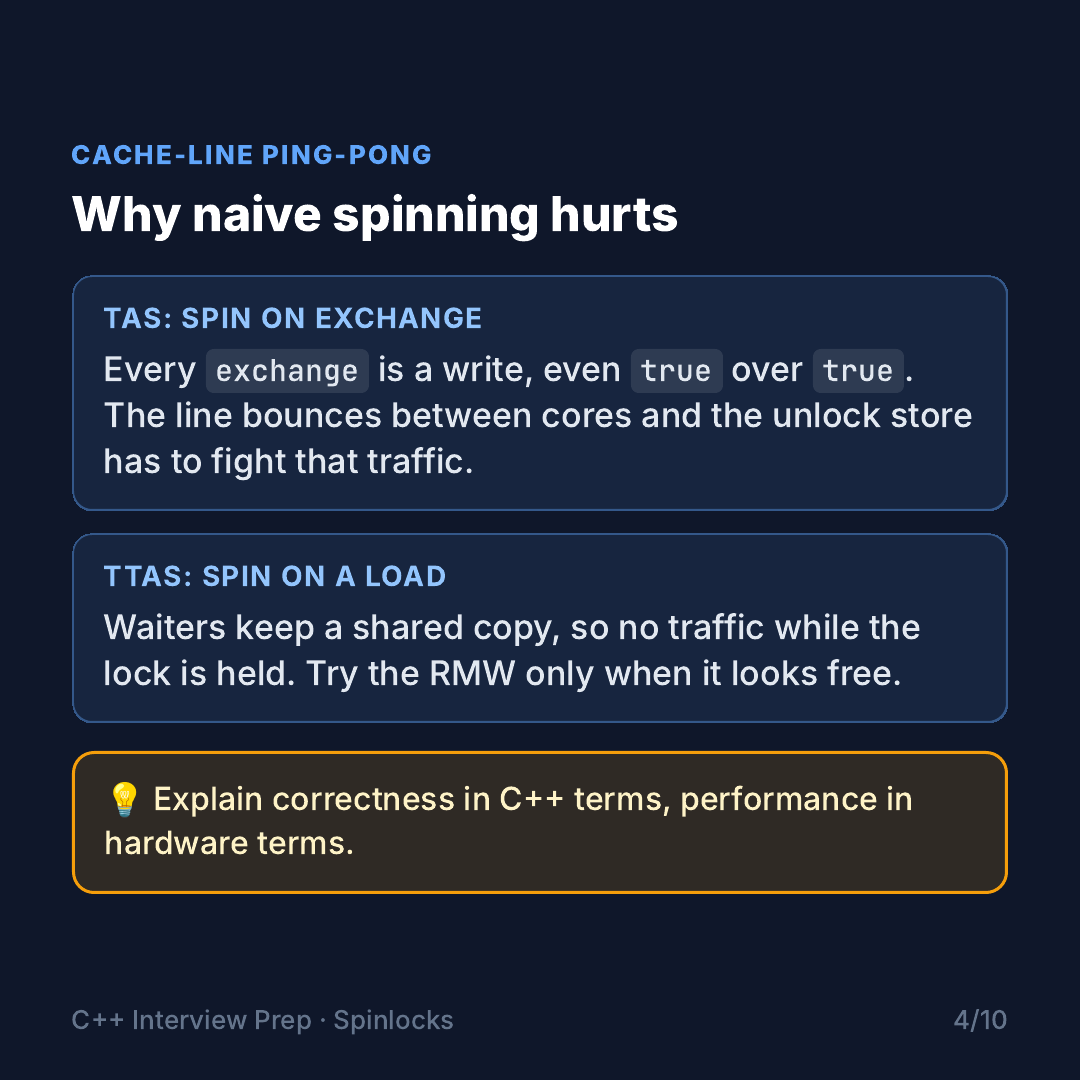 CACHE-LINE PING-PONG
Why naive spinning hurts
TAS: SPIN ON EXCHANGE
Every exchange is a write, even true over true.
The line bounces between cores and the unlock store
has to fight that traffic.
TTAS: SPIN ON A LOAD
Waiters keep a shared copy, so no traffic while the
lock is held. Try the RMW only when it looks free.
💡 Explain correctness in C++ terms, performance in
hardware terms.
C++ Interview Prep · Spinlocks
4/10